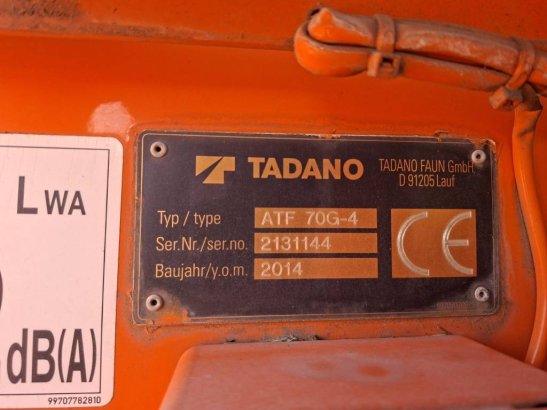 LWA
dB(A)
99707782810
TADANO
TADANO FAUN GmbH
D 91205 Lauf
Typ / type ATF 70G-4
Ser.Nr./ser.no. 2131144
Baujahr/y.o.m. 2014
CE